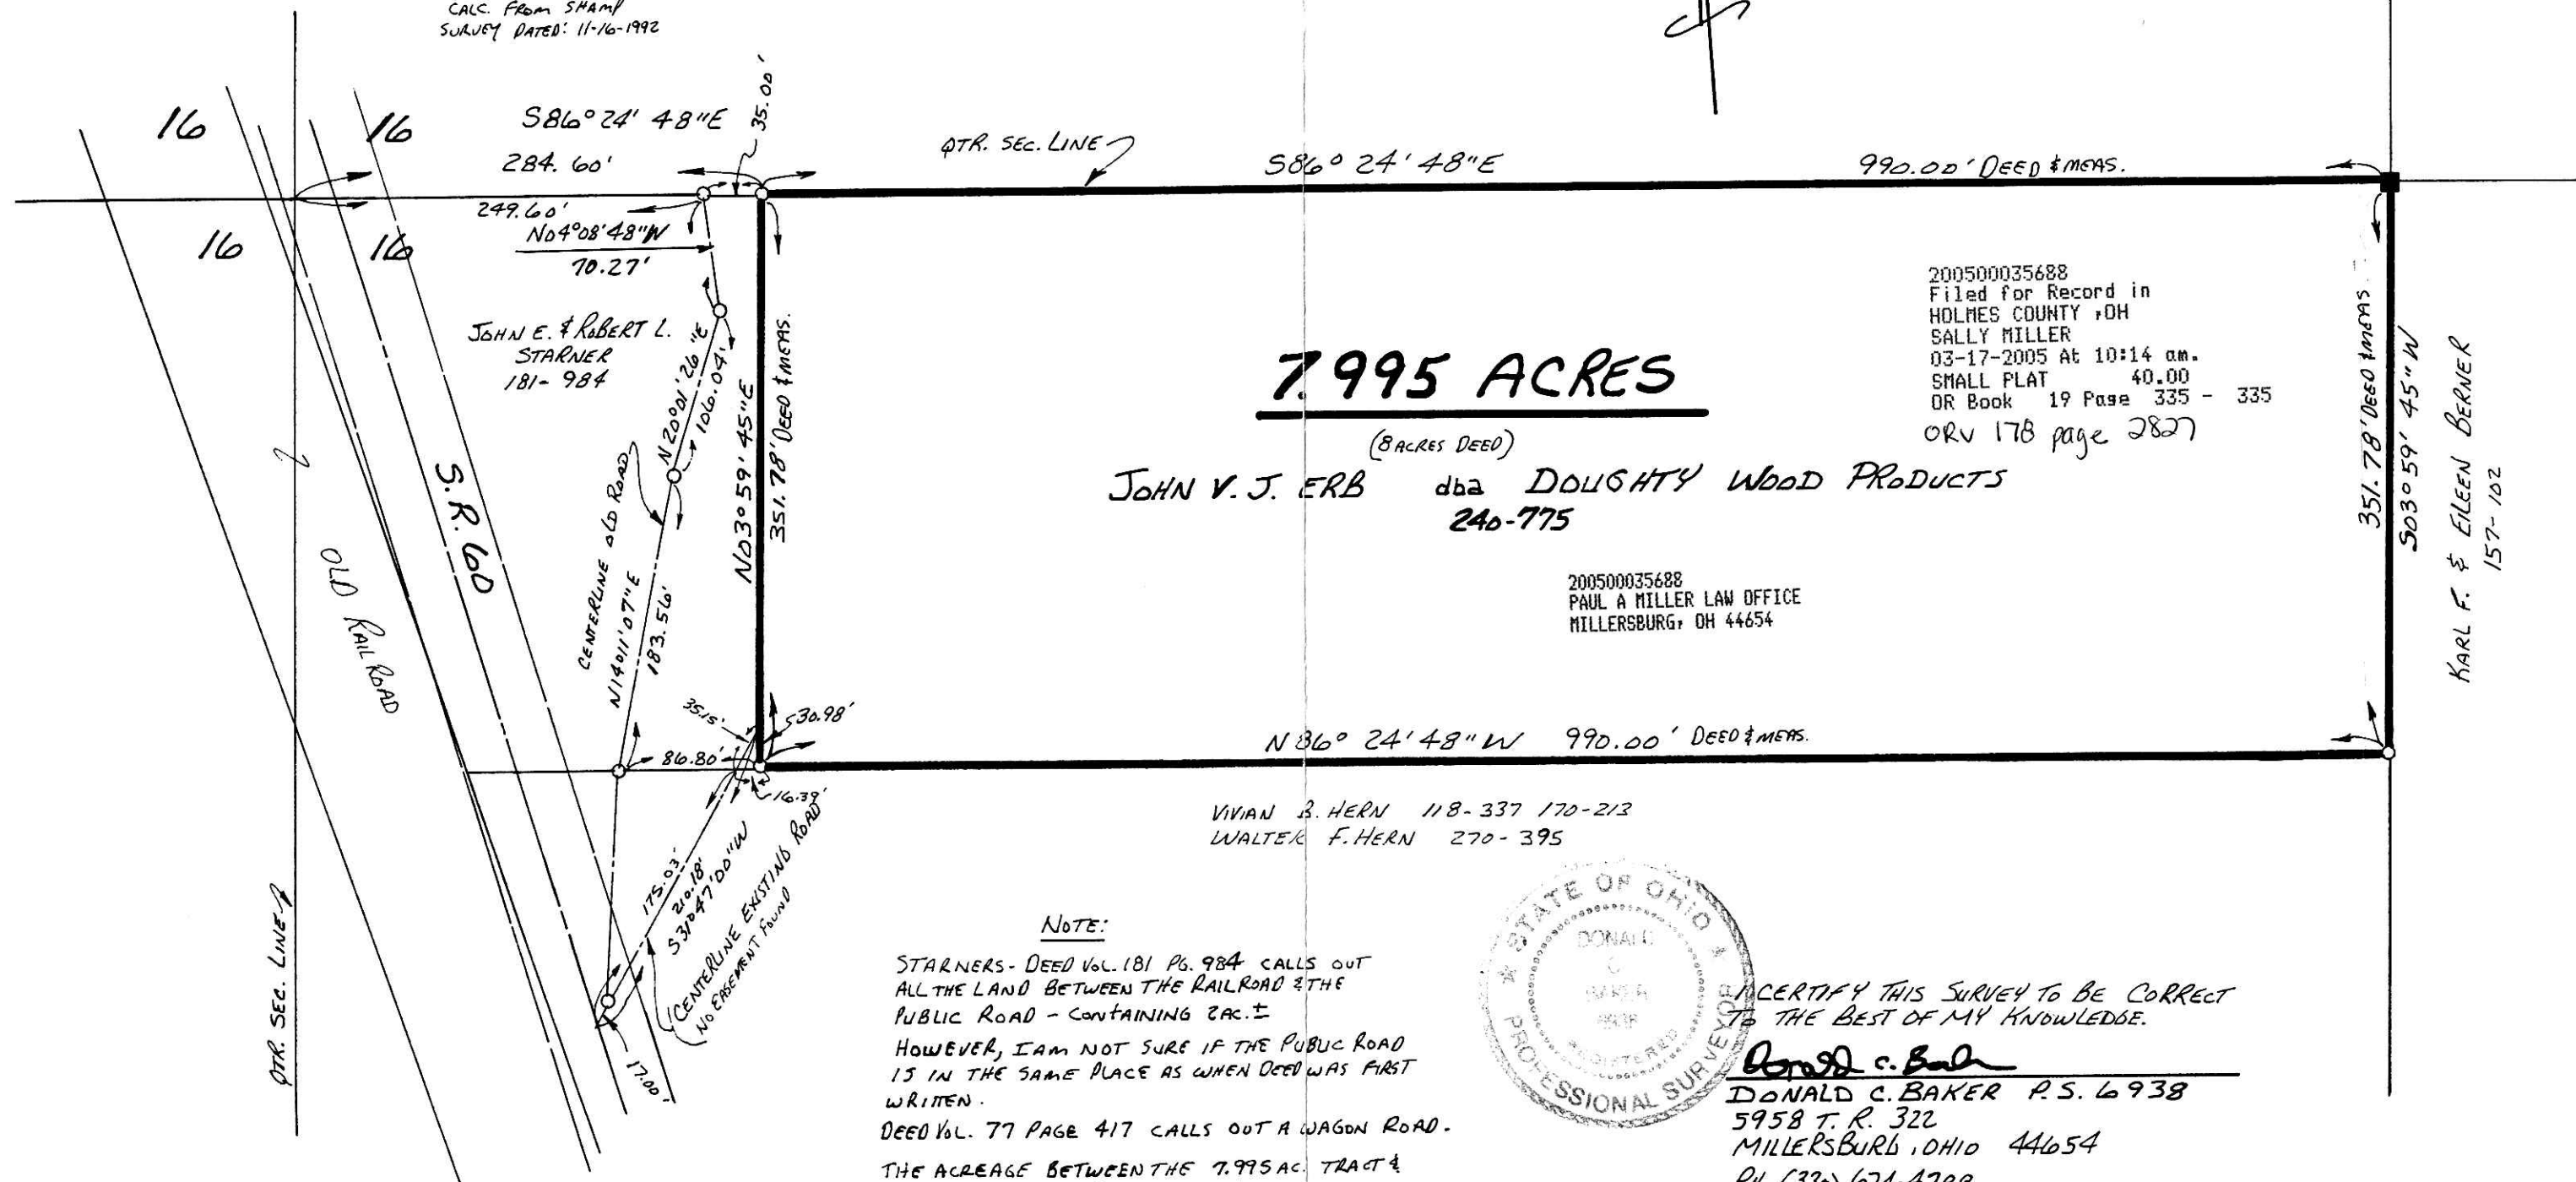 CALC. FROM SHAMP
SURVEY DATED: 11-16-1992
16
16
S86° 24' 48"E
284.60'
35.00'
QTR. SEC. LINE
S86° 24' 48"E
990.00' DEED & MEAS.
249.60'
N04°08'48"W
70.27'
16
16
JOHN E. & ROBERT L.
STARNER
181-984
N20°01'26"E
106.04'
N03°59'45"E
351.78' DEED & MEAS.
CENTERLINE OLD ROAD
N14°11'07"E
183.56'
S.R. 60
OLD RAILROAD
QTR. SEC. LINE
7.995 ACRES
(8 ACRES DEED)
JOHN V. J. ERB dba DOUGHTY WOOD PRODUCTS
240-775
200500035688
Filed for Record in
HOLMES COUNTY , OH
SALLY MILLER
03-17-2005 At 10:14 am.
SMALL PLAT 40.00
OR Book 19 Page 335 - 335
ORV 178 page 2827
200500035688
PAUL A MILLER LAW OFFICE
MILLERSBURG, OH 44654
351.78' DEED & MEAS.
S03°59'45"W
KARL F. & EILEEN BERNER
157-102
35.15'
30.98'
86.80'
16.39'
N86° 24' 48"W 990.00' DEED & MEAS.
175.03'
210.18'
S31°47'00"W
CENTERLINE EXISTING ROAD
NO EASEMENT FOUND
17.00'
VIVIAN B. HERN 118-337 170-213
WALTER F. HERN 270-395
NOTE:
STARNERS - DEED VOL. 181 PG. 984 CALLS OUT
ALL THE LAND BETWEEN THE RAILROAD & THE
PUBLIC ROAD - CONTAINING 2AC.±
HOWEVER, I AM NOT SURE IF THE PUBLIC ROAD
IS IN THE SAME PLACE AS WHEN DEED WAS FIRST
WRITTEN.
DEED VOL. 77 PAGE 417 CALLS OUT A WAGON ROAD.
THE ACREAGE BETWEEN THE 7.995 AC. TRACT &
STATE OF OHIO
DONALD
C
BAKER
6938
REGISTERED
PROFESSIONAL SURVEYOR
I CERTIFY THIS SURVEY TO BE CORRECT
TO THE BEST OF MY KNOWLEDGE.
Donald C. Baker
DONALD C. BAKER P.S. 6938
5958 T.R. 322
MILLERSBURG, OHIO 44654